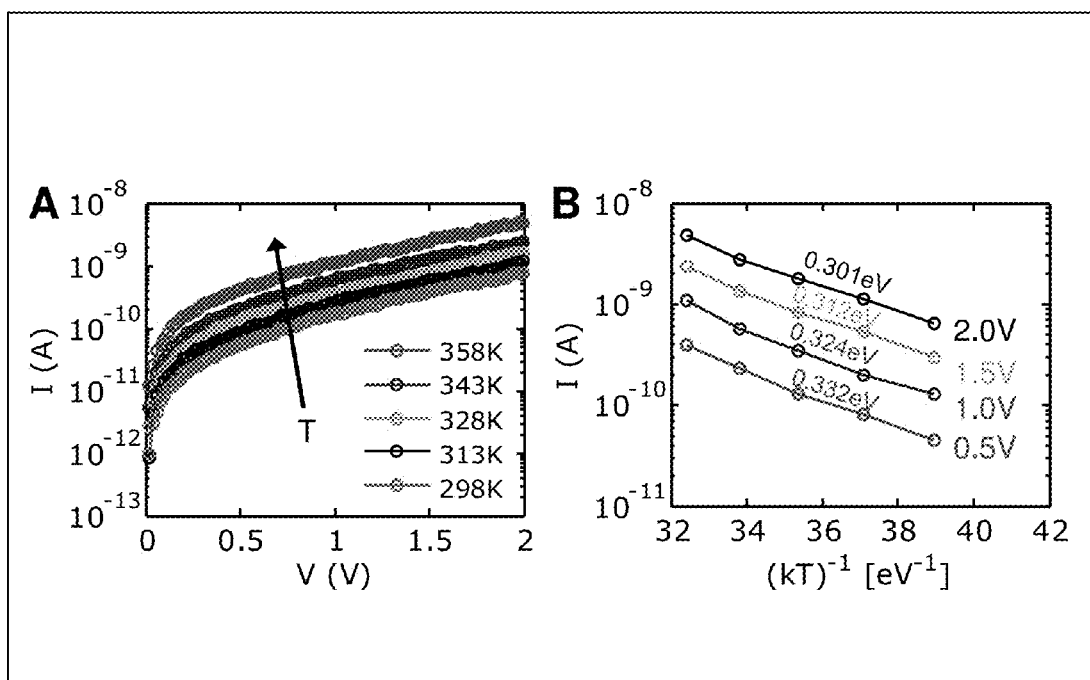 A
10^-8
10^-9
10^-10
10^-11
10^-12
10^-13
I (A)
0
0.5
1
1.5
2
V (V)
T
358K
343K
328K
313K
298K
B
10^-8
10^-9
10^-10
10^-11
I (A)
0.301eV
0.312eV
0.324eV
0.332eV
2.0V
1.5V
1.0V
0.5V
32
34
36
38
40
42
(kT)^-1 [eV^-1]